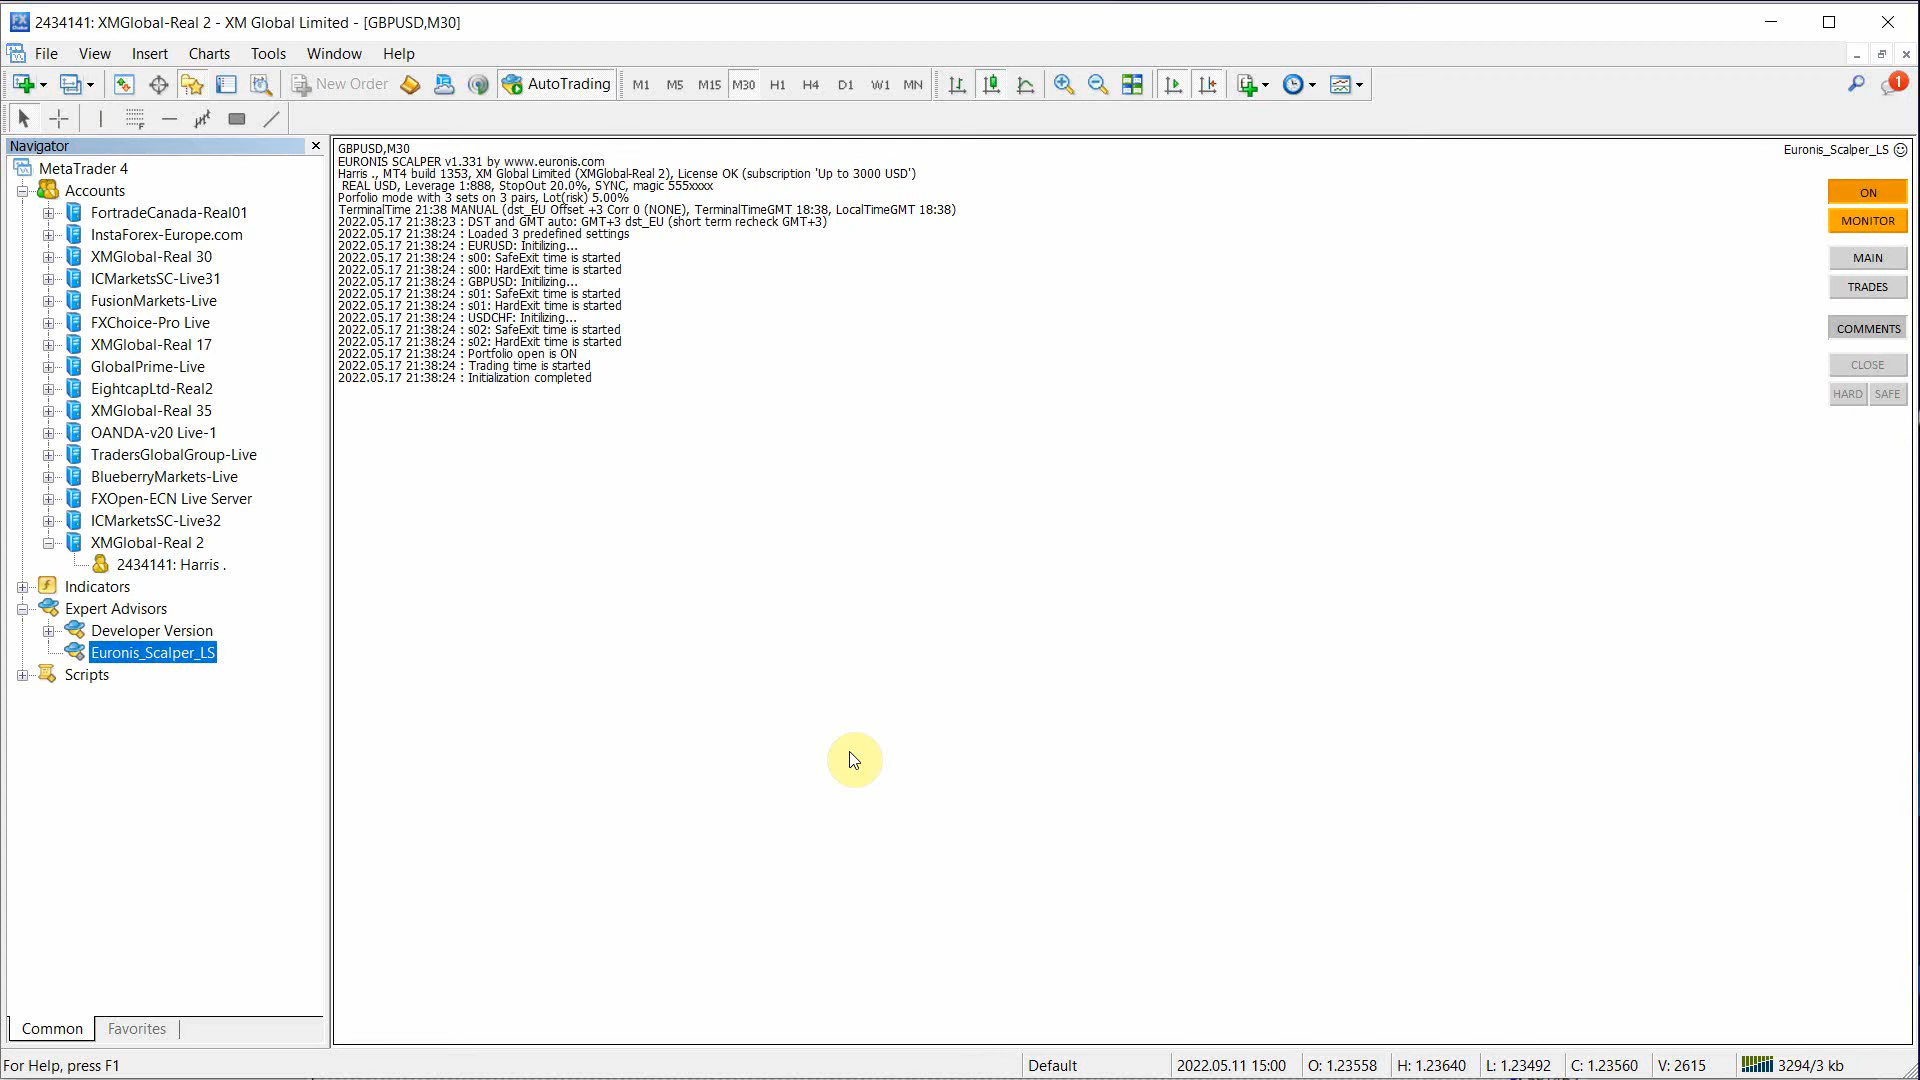 2434141: XMGlobal-Real 2 - XM Global Limited - [GBPUSD,M30]
File View Insert Charts Tools Window Help
New Order AutoTrading M1 M5 M15 M30 H1 H4 D1 W1 MN 1
Navigator
MetaTrader 4
Accounts
FortradeCanada-Real01
InstaForex-Europe.com
XMGlobal-Real 30
ICMarketsSC-Live31
FusionMarkets-Live
FXChoice-Pro Live
XMGlobal-Real 17
GlobalPrime-Live
EightcapLtd-Real2
XMGlobal-Real 35
OANDA-v20 Live-1
TradersGlobalGroup-Live
BlueberryMarkets-Live
FXOpen-ECN Live Server
ICMarketsSC-Live32
XMGlobal-Real 2
2434141: Harris .
Indicators
Expert Advisors
Developer Version
Euronis_Scalper_LS
Scripts
Common Favorites
GBPUSD,M30
EURONIS SCALPER v1.331 by www.euronis.com
Harris ., MT4 build 1353, XM Global Limited (XMGlobal-Real 2), License OK (subscription 'Up to 3000 USD')
REAL USD, Leverage 1:888, StopOut 20.0%, SYNC, magic 555xxxx
Porfolio mode with 3 sets on 3 pairs, Lot(risk) 5.00%
TerminalTime 21:38 MANUAL (dst_EU Offset +3 Corr 0 (NONE), TerminalTimeGMT 18:38, LocalTimeGMT 18:38)
2022.05.17 21:38:23 : DST and GMT auto: GMT+3 dst_EU (short term recheck GMT+3)
2022.05.17 21:38:24 : Loaded 3 predefined settings
2022.05.17 21:38:24 : EURUSD: Initilizing...
2022.05.17 21:38:24 : s00: SafeExit time is started
2022.05.17 21:38:24 : s00: HardExit time is started
2022.05.17 21:38:24 : GBPUSD: Initilizing...
2022.05.17 21:38:24 : s01: SafeExit time is started
2022.05.17 21:38:24 : s01: HardExit time is started
2022.05.17 21:38:24 : USDCHF: Initilizing...
2022.05.17 21:38:24 : s02: SafeExit time is started
2022.05.17 21:38:24 : s02: HardExit time is started
2022.05.17 21:38:24 : Portfolio open is ON
2022.05.17 21:38:24 : Trading time is started
2022.05.17 21:38:24 : Initialization completed
Euronis_Scalper_LS
ON
MONITOR
MAIN
TRADES
COMMENTS
CLOSE
HARD SAFE
For Help, press F1 Default 2022.05.11 15:00 O: 1.23558 H: 1.23640 L: 1.23492 C: 1.23560 V: 2615 3294/3 kb